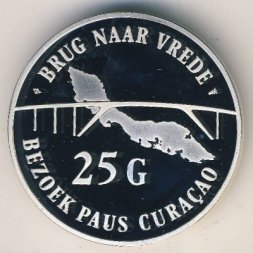 BRUG NAAR VREDE
25 G
BEZOEK PAUS CURAÇAO